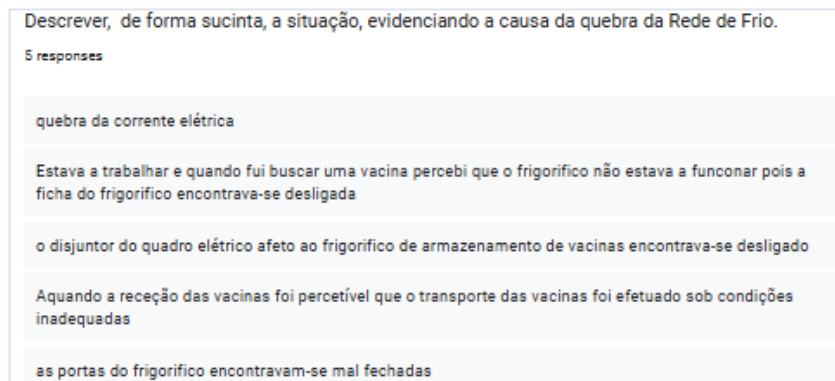 Descrever, de forma sucinta, a situação, evidenciando a causa da quebra da Rede de Frio.
5 responses
quebra da corrente elétrica
Estava a trabalhar e quando fui buscar uma vacina percebi que o frigorifico não estava a funconar pois a
ficha do frigorifico encontrava-se desligada
o disjuntor do quadro elétrico afeto ao frigorifico de armazenamento de vacinas encontrava-se desligado
Aquando a receção das vacinas foi percetível que o transporte das vacinas foi efetuado sob condições
inadequadas
as portas do frigorifico encontravam-se mal fechadas